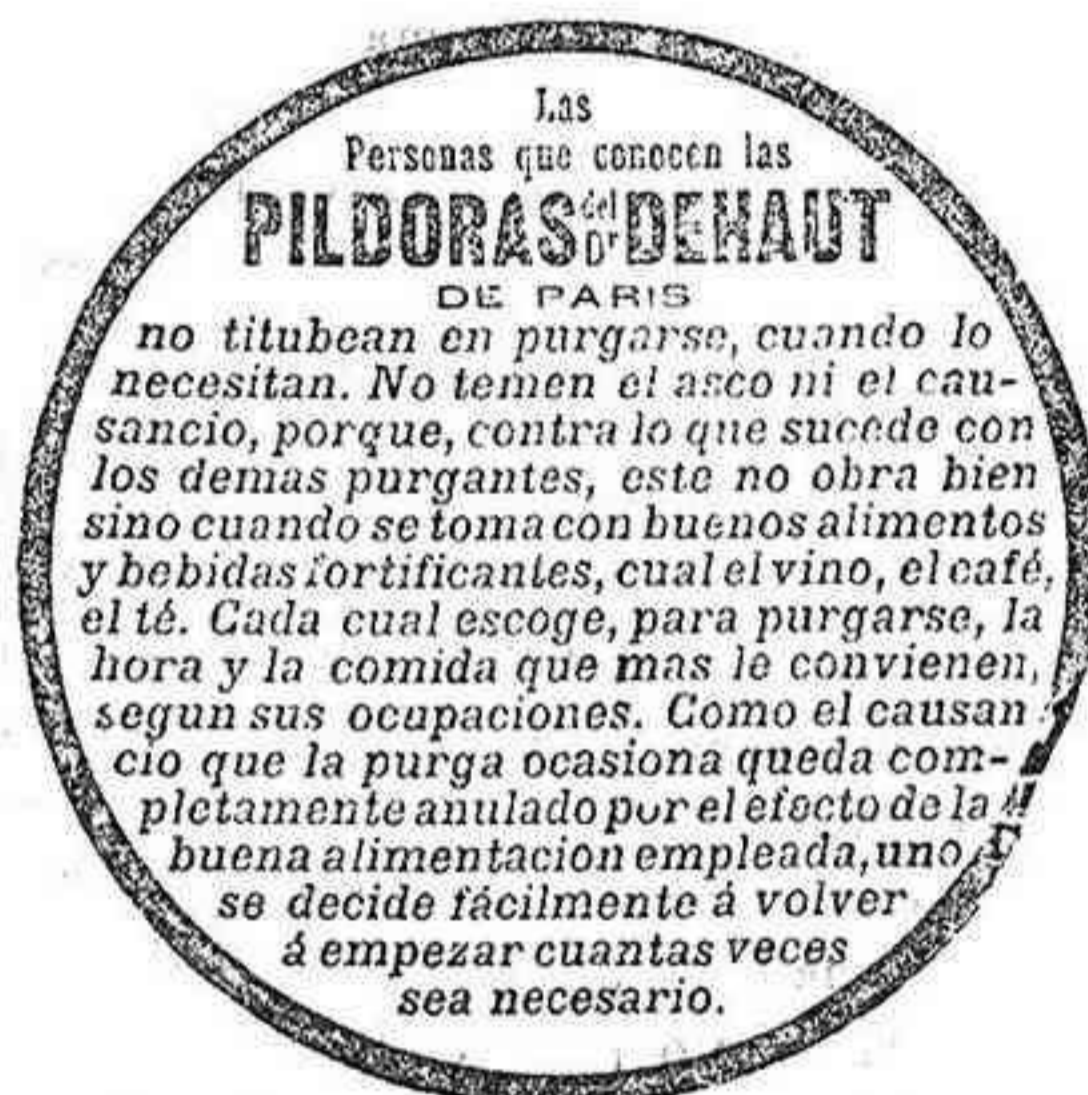 Las
Personas que conocen las
PILDORAS del Dr DEHAUT
DE PARIS
no titubean en purgarse, cuando lo
necesitan. No temen el asco ni el cau-
sancio, porque, contra lo que sucede con
los demas purgantes, este no obra bien
sino cuando se toma con buenos alimentos
y bebidas fortificantes, cual el vino, el café,
el té. Cada cual escoge, para purgarse, la
hora y la comida que mas le convienen,
segun sus ocupaciones. Como el causan
cio que la purga ocasiona queda com-
pletamente anulado por el efecto de la
buena alimentacion empleada, uno
se decide fácilmente á volver
á empezar cuantas veces
sea necesario.